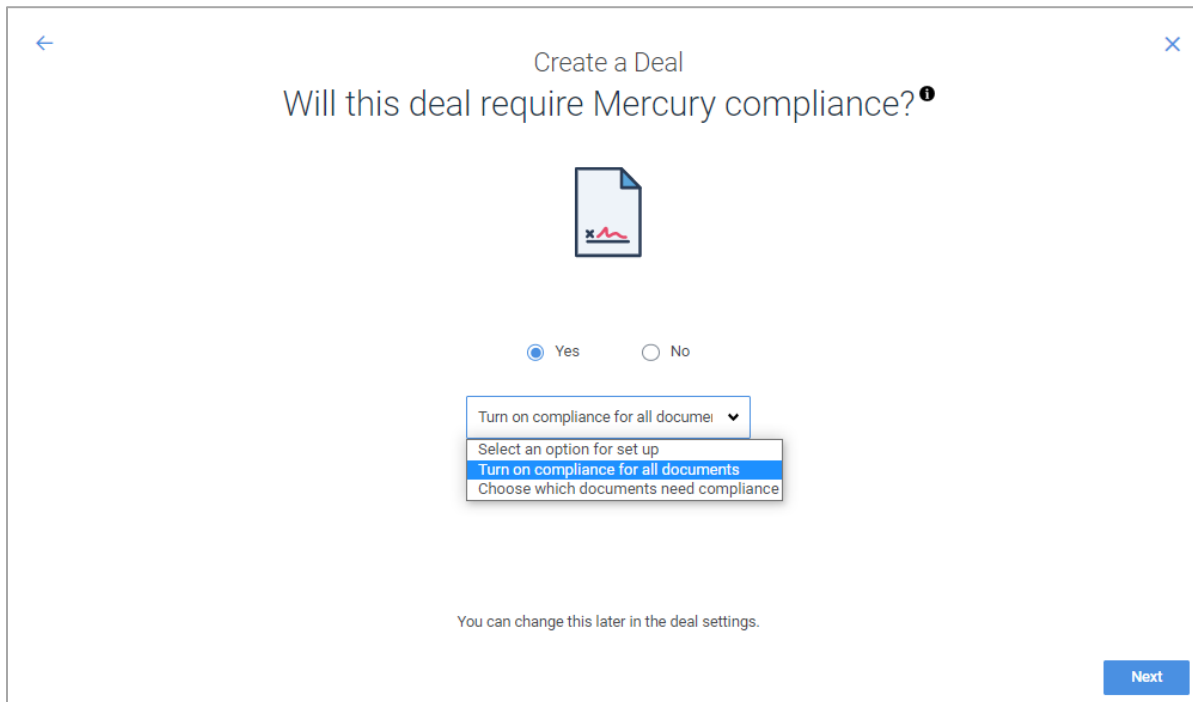 Create a Deal
Will this deal require Mercury compliance?
Yes No
Turn on compliance for all documer
Select an option for set up
Turn on compliance for all documents
Choose which documents need compliance
You can change this later in the deal settings.
Next